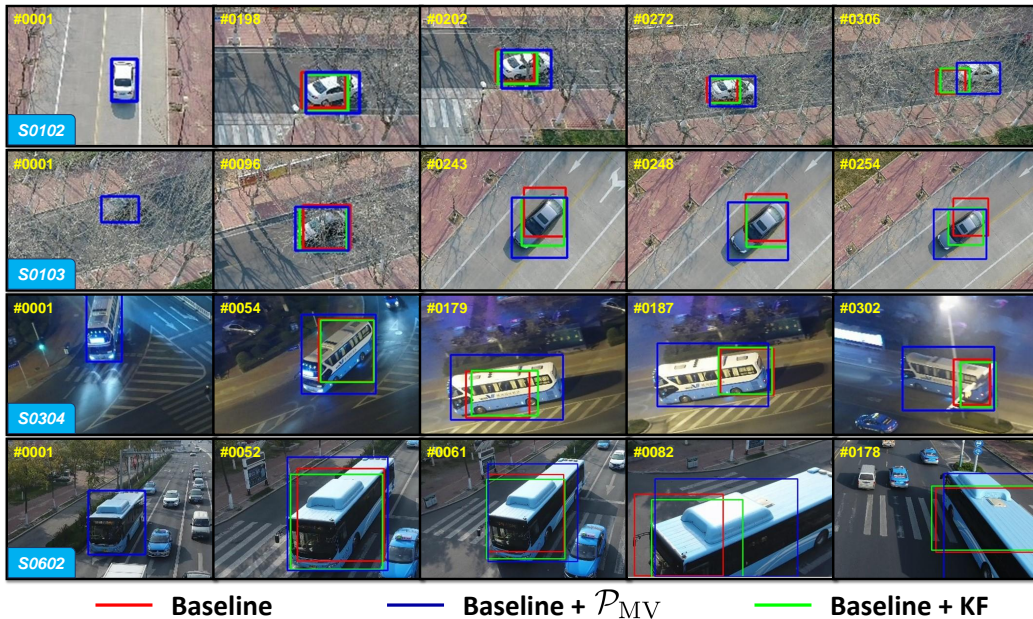 #0001 #0198 #0202 #0272 #0306
S0102
#0001 #0096 #0243 #0248 #0254
S0103
#0001 #0054 #0179 #0187 #0302
S0304
#0001 #0052 #0061 #0082 #0178
S0602
Baseline Baseline + 𝒫MV Baseline + KF